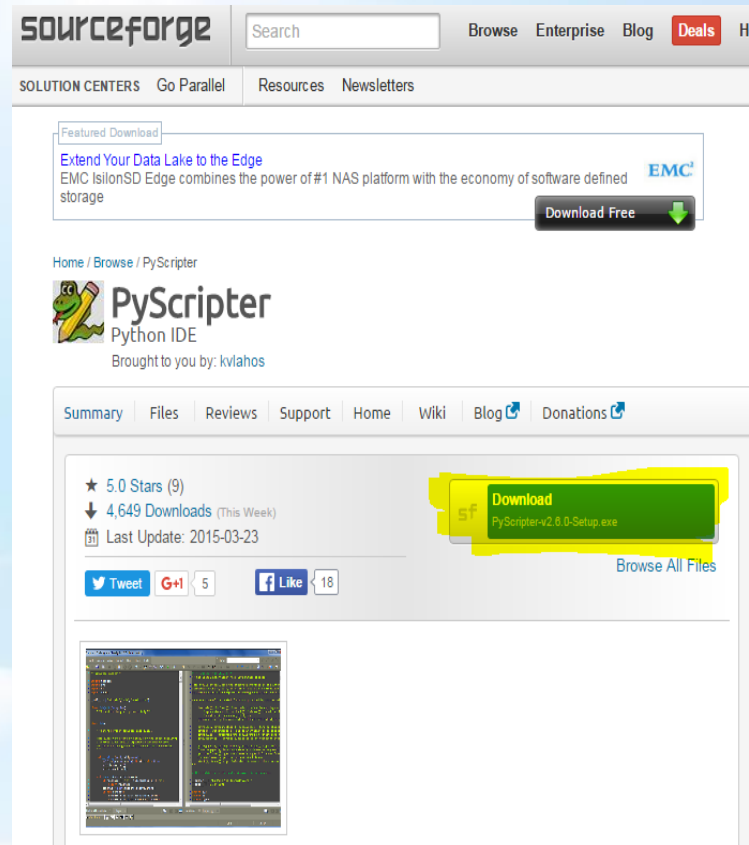 sourceforge
Search
Browse Enterprise Blog Deals H
SOLUTION CENTERS Go Parallel Resources Newsletters
Featured Download
Extend Your Data Lake to the Edge
EMC IsilonSD Edge combines the power of #1 NAS platform with the economy of software defined
storage
EMC²
Download Free
Home / Browse / PyScripter
PyScripter
Python IDE
Brought to you by: kvlahos
Summary Files Reviews Support Home Wiki Blog Donations
★ 5.0 Stars (9)
4,649 Downloads (This Week)
31 Last Update: 2015-03-23
sf Download
PyScripter-v2.6.0-Setup.exe
Browse All Files
Tweet G+1 5 f Like 18